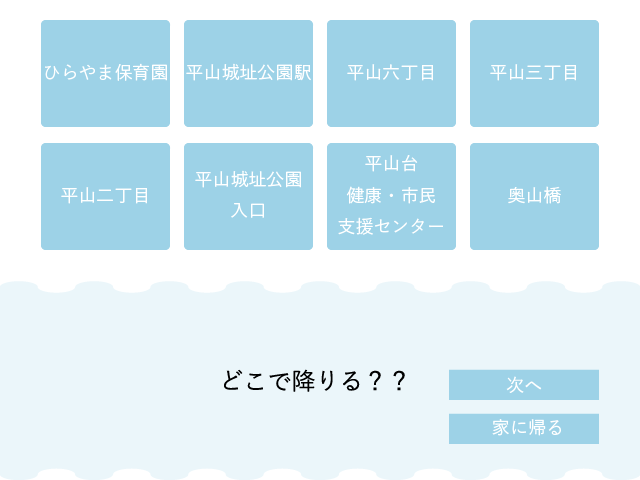 ひらやま保育園
平山城址公園駅
平山六丁目
平山三丁目
平山二丁目
平山城址公園
入口
平山台
健康・市民
支援センター
奥山橋
どこで降りる？？
次へ
家に帰る